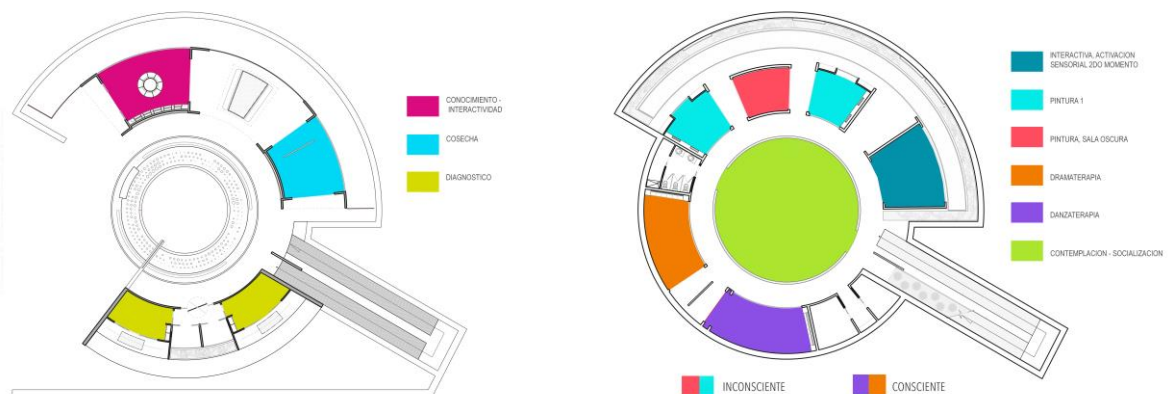 CONOCIMIENTO -
INTERACTIVIDAD
COSECHA
DIAGNOSTICO
INTERACTIVA, ACTIVACION
SENSORIAL 2DO MOMENTO
PINTURA 1
PINTURA, SALA OSCURA
DRAMATERAPIA
DANZATERAPIA
CONTEMPLACION - SOCIALIZACION
INCONSCIENTE
CONSCIENTE